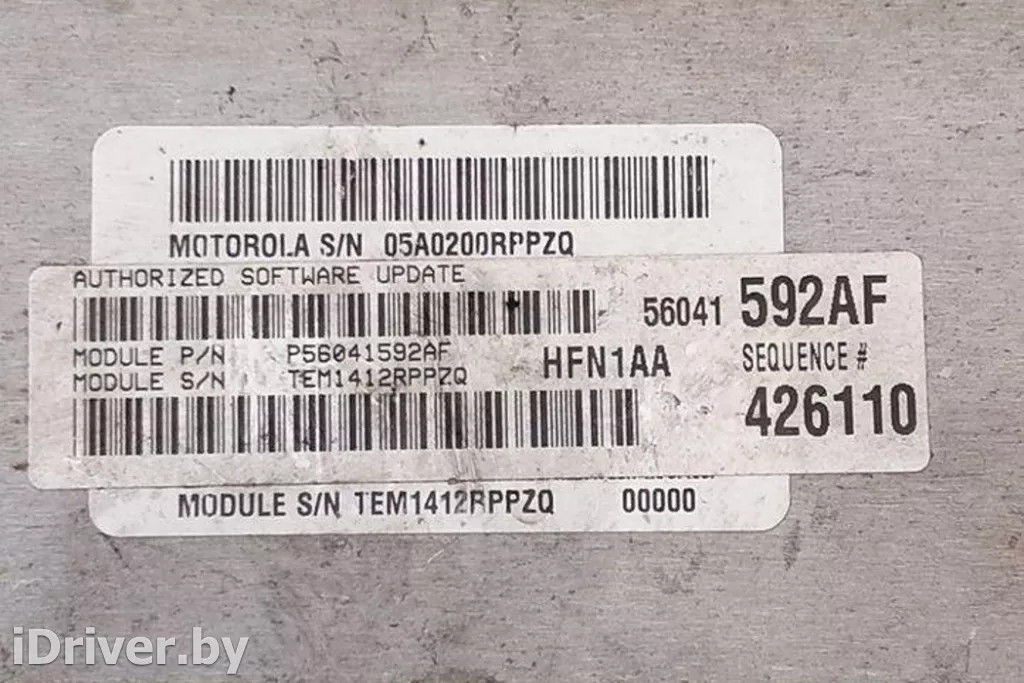 MOTOROLA S/N 05A0200RPPZQ
AUTHORIZED SOFTWARE UPDATE
56041 592AF
MODULE P/N P56041592AF
HFN1AA
SEQUENCE #
MODULE S/N TEM1412RPPZQ
426110
MODULE S/N TEM1412RPPZQ 00000
iDriver.by